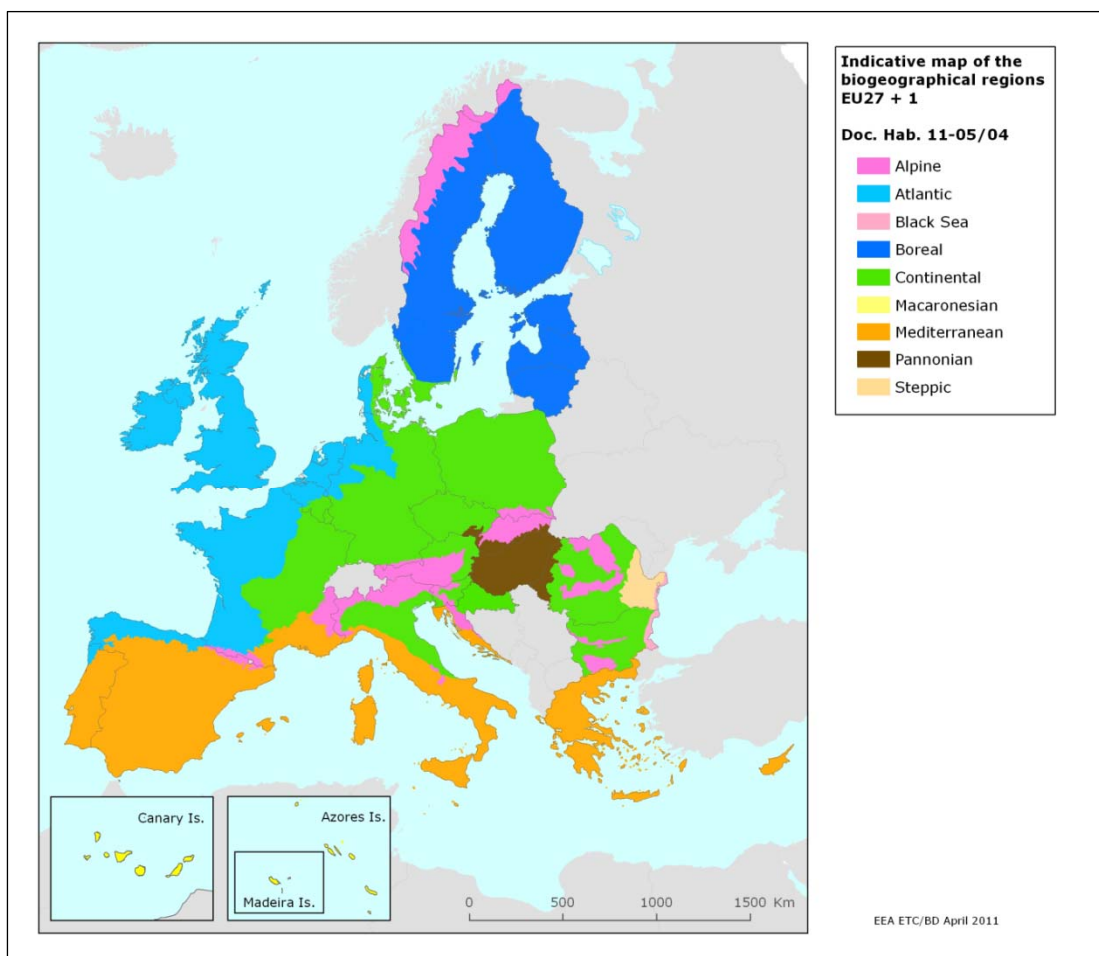 Indicative map of the
biogeographical regions
EU27 + 1
Doc. Hab. 11-05/04
Alpine
Atlantic
Black Sea
Boreal
Continental
Macaronesian
Mediterranean
Pannonian
Steppic
Canary Is.
Azores Is.
Madeira Is.
0 500 1000 1500 Km
EEA ETC/BD April 2011